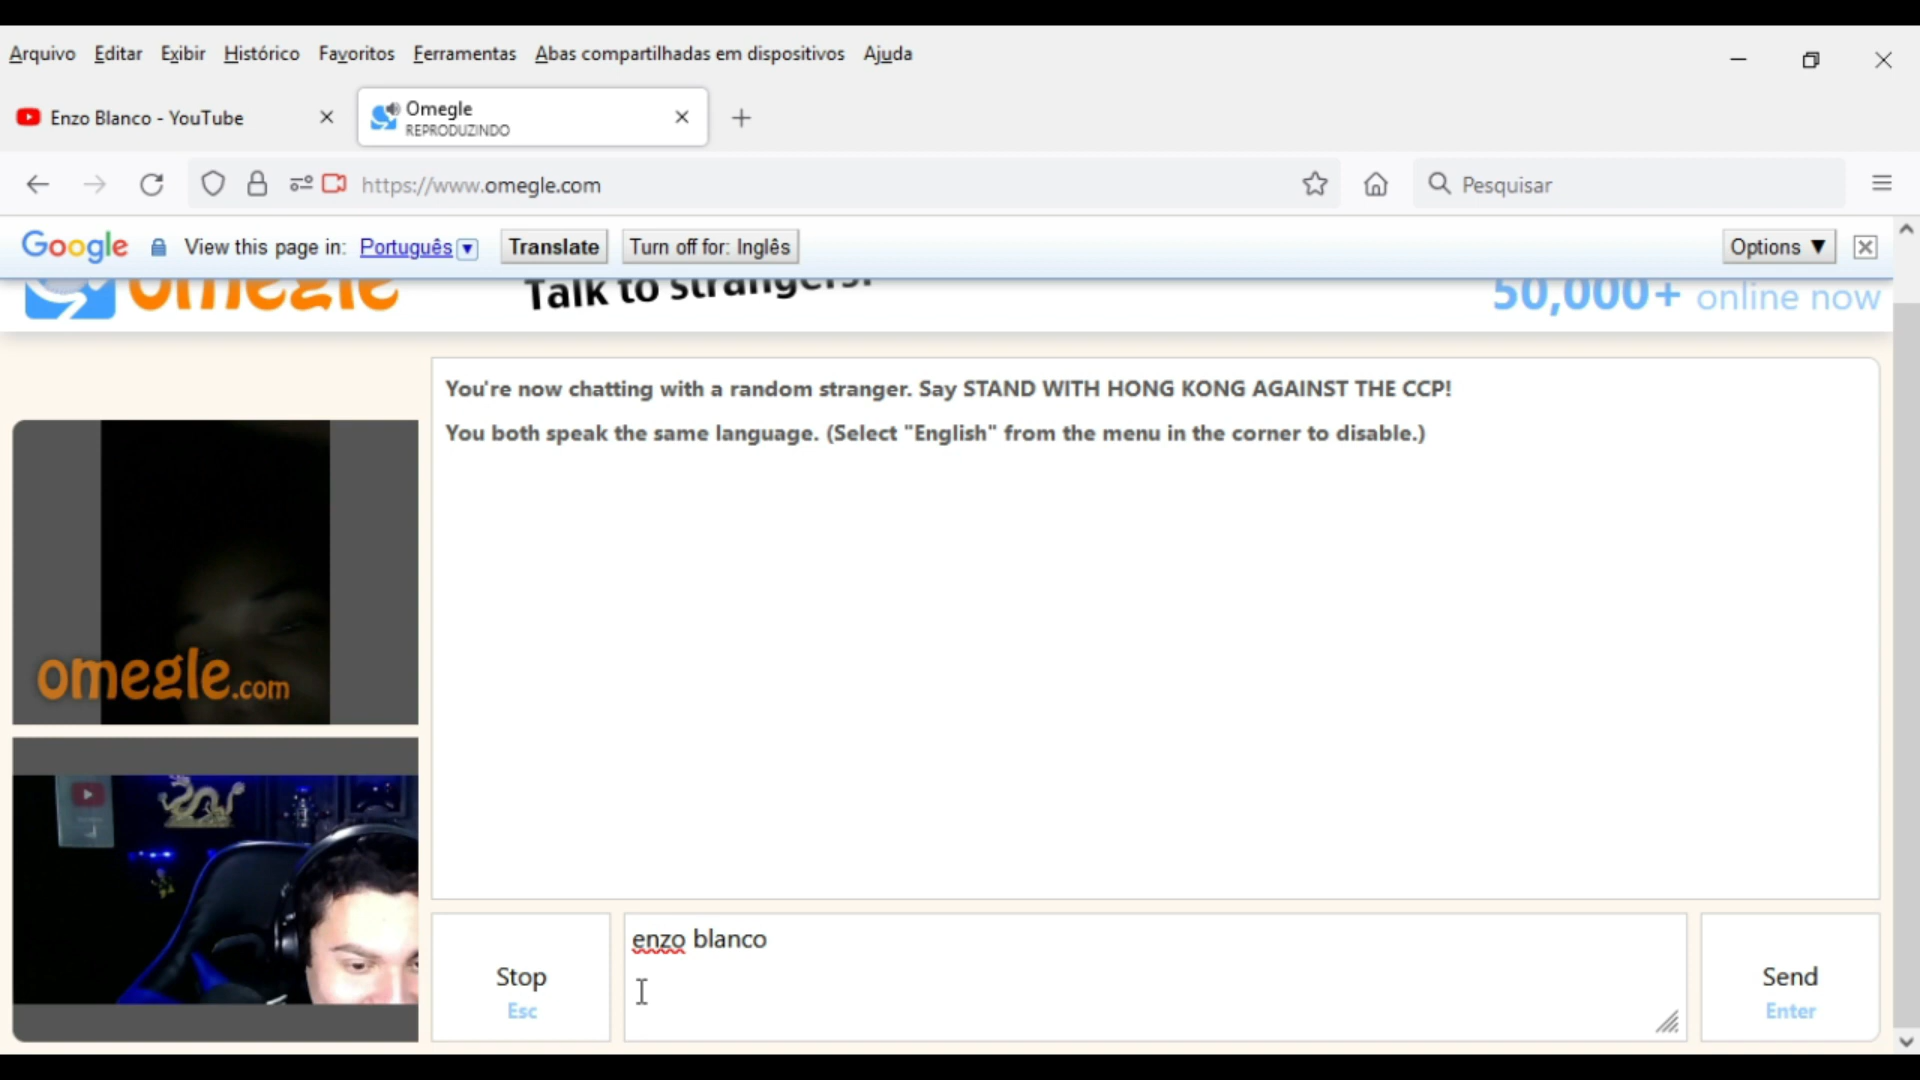 Arquivo Editar Exibir Histórico Favoritos Ferramentas Abas compartilhadas em dispositivos Ajuda
Enzo Blanco - YouTube
Omegle
REPRODUZINDO
https://www.omegle.com
Pesquisar
Google View this page in: Português Translate Turn off for: Inglês Options ▼
omegle Talk to strangers! 50,000+ online now
You're now chatting with a random stranger. Say STAND WITH HONG KONG AGAINST THE CCP!
You both speak the same language. (Select "English" from the menu in the corner to disable.)
omegle.com
enzo blanco
Stop
Esc
Send
Enter